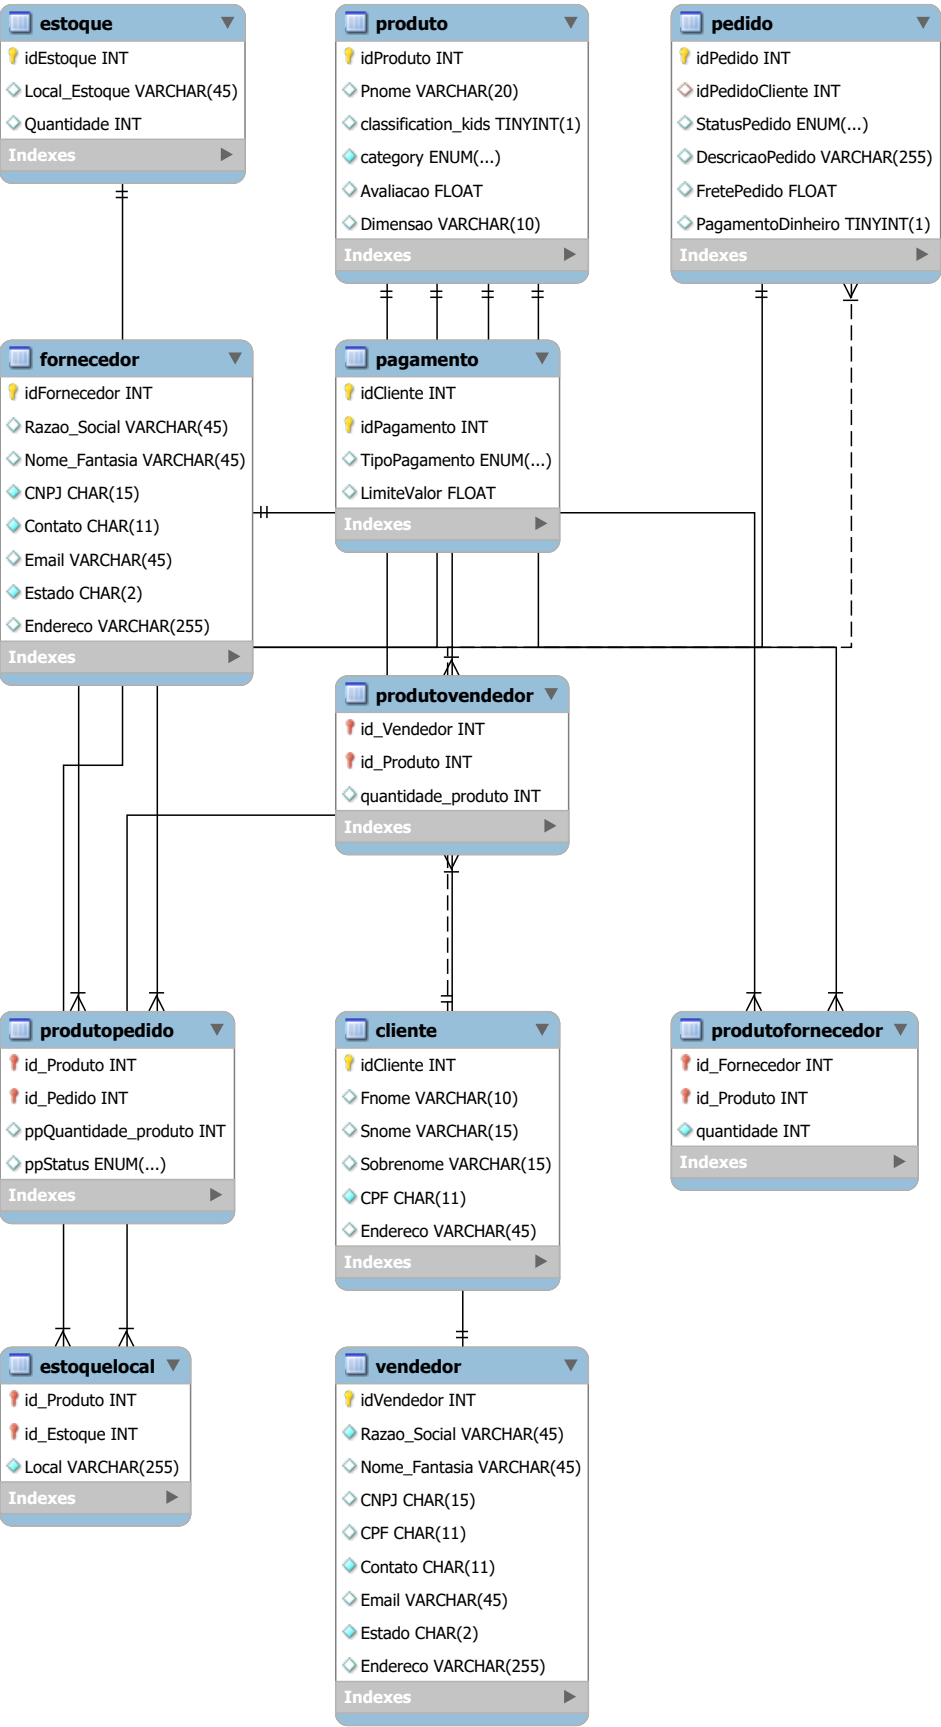 estoque
idEstoque INT
Local_Estoque VARCHAR(45)
Quantidade INT
Indexes
produto
idProduto INT
Pnome VARCHAR(20)
classification_kids TINYINT(1)
category ENUM(...)
Avaliacao FLOAT
Dimensao VARCHAR(10)
Indexes
pedido
idPedido INT
idPedidoCliente INT
StatusPedido ENUM(...)
DescricaoPedido VARCHAR(255)
FretePedido FLOAT
PagamentoDinheiro TINYINT(1)
Indexes
fornecedor
idFornecedor INT
Razao_Social VARCHAR(45)
Nome_Fantasia VARCHAR(45)
CNPJ CHAR(15)
Contato CHAR(11)
Email VARCHAR(45)
Estado CHAR(2)
Endereco VARCHAR(255)
Indexes
pagamento
idCliente INT
idPagamento INT
TipoPagamento ENUM(...)
LimiteValor FLOAT
Indexes
produtovendedor
id_Vendedor INT
id_Produto INT
quantidade_produto INT
Indexes
produtopedido
id_Produto INT
id_Pedido INT
ppQuantidade_produto INT
ppStatus ENUM(...)
Indexes
cliente
idCliente INT
Fnome VARCHAR(10)
Snome VARCHAR(15)
Sobrenome VARCHAR(15)
CPF CHAR(11)
Endereco VARCHAR(45)
Indexes
produtofornecedor
id_Fornecedor INT
id_Produto INT
quantidade INT
Indexes
estoquelocal
id_Produto INT
id_Estoque INT
Local VARCHAR(255)
Indexes
vendedor
idVendedor INT
Razao_Social VARCHAR(45)
Nome_Fantasia VARCHAR(45)
CNPJ CHAR(15)
CPF CHAR(11)
Contato CHAR(11)
Email VARCHAR(45)
Estado CHAR(2)
Endereco VARCHAR(255)
Indexes